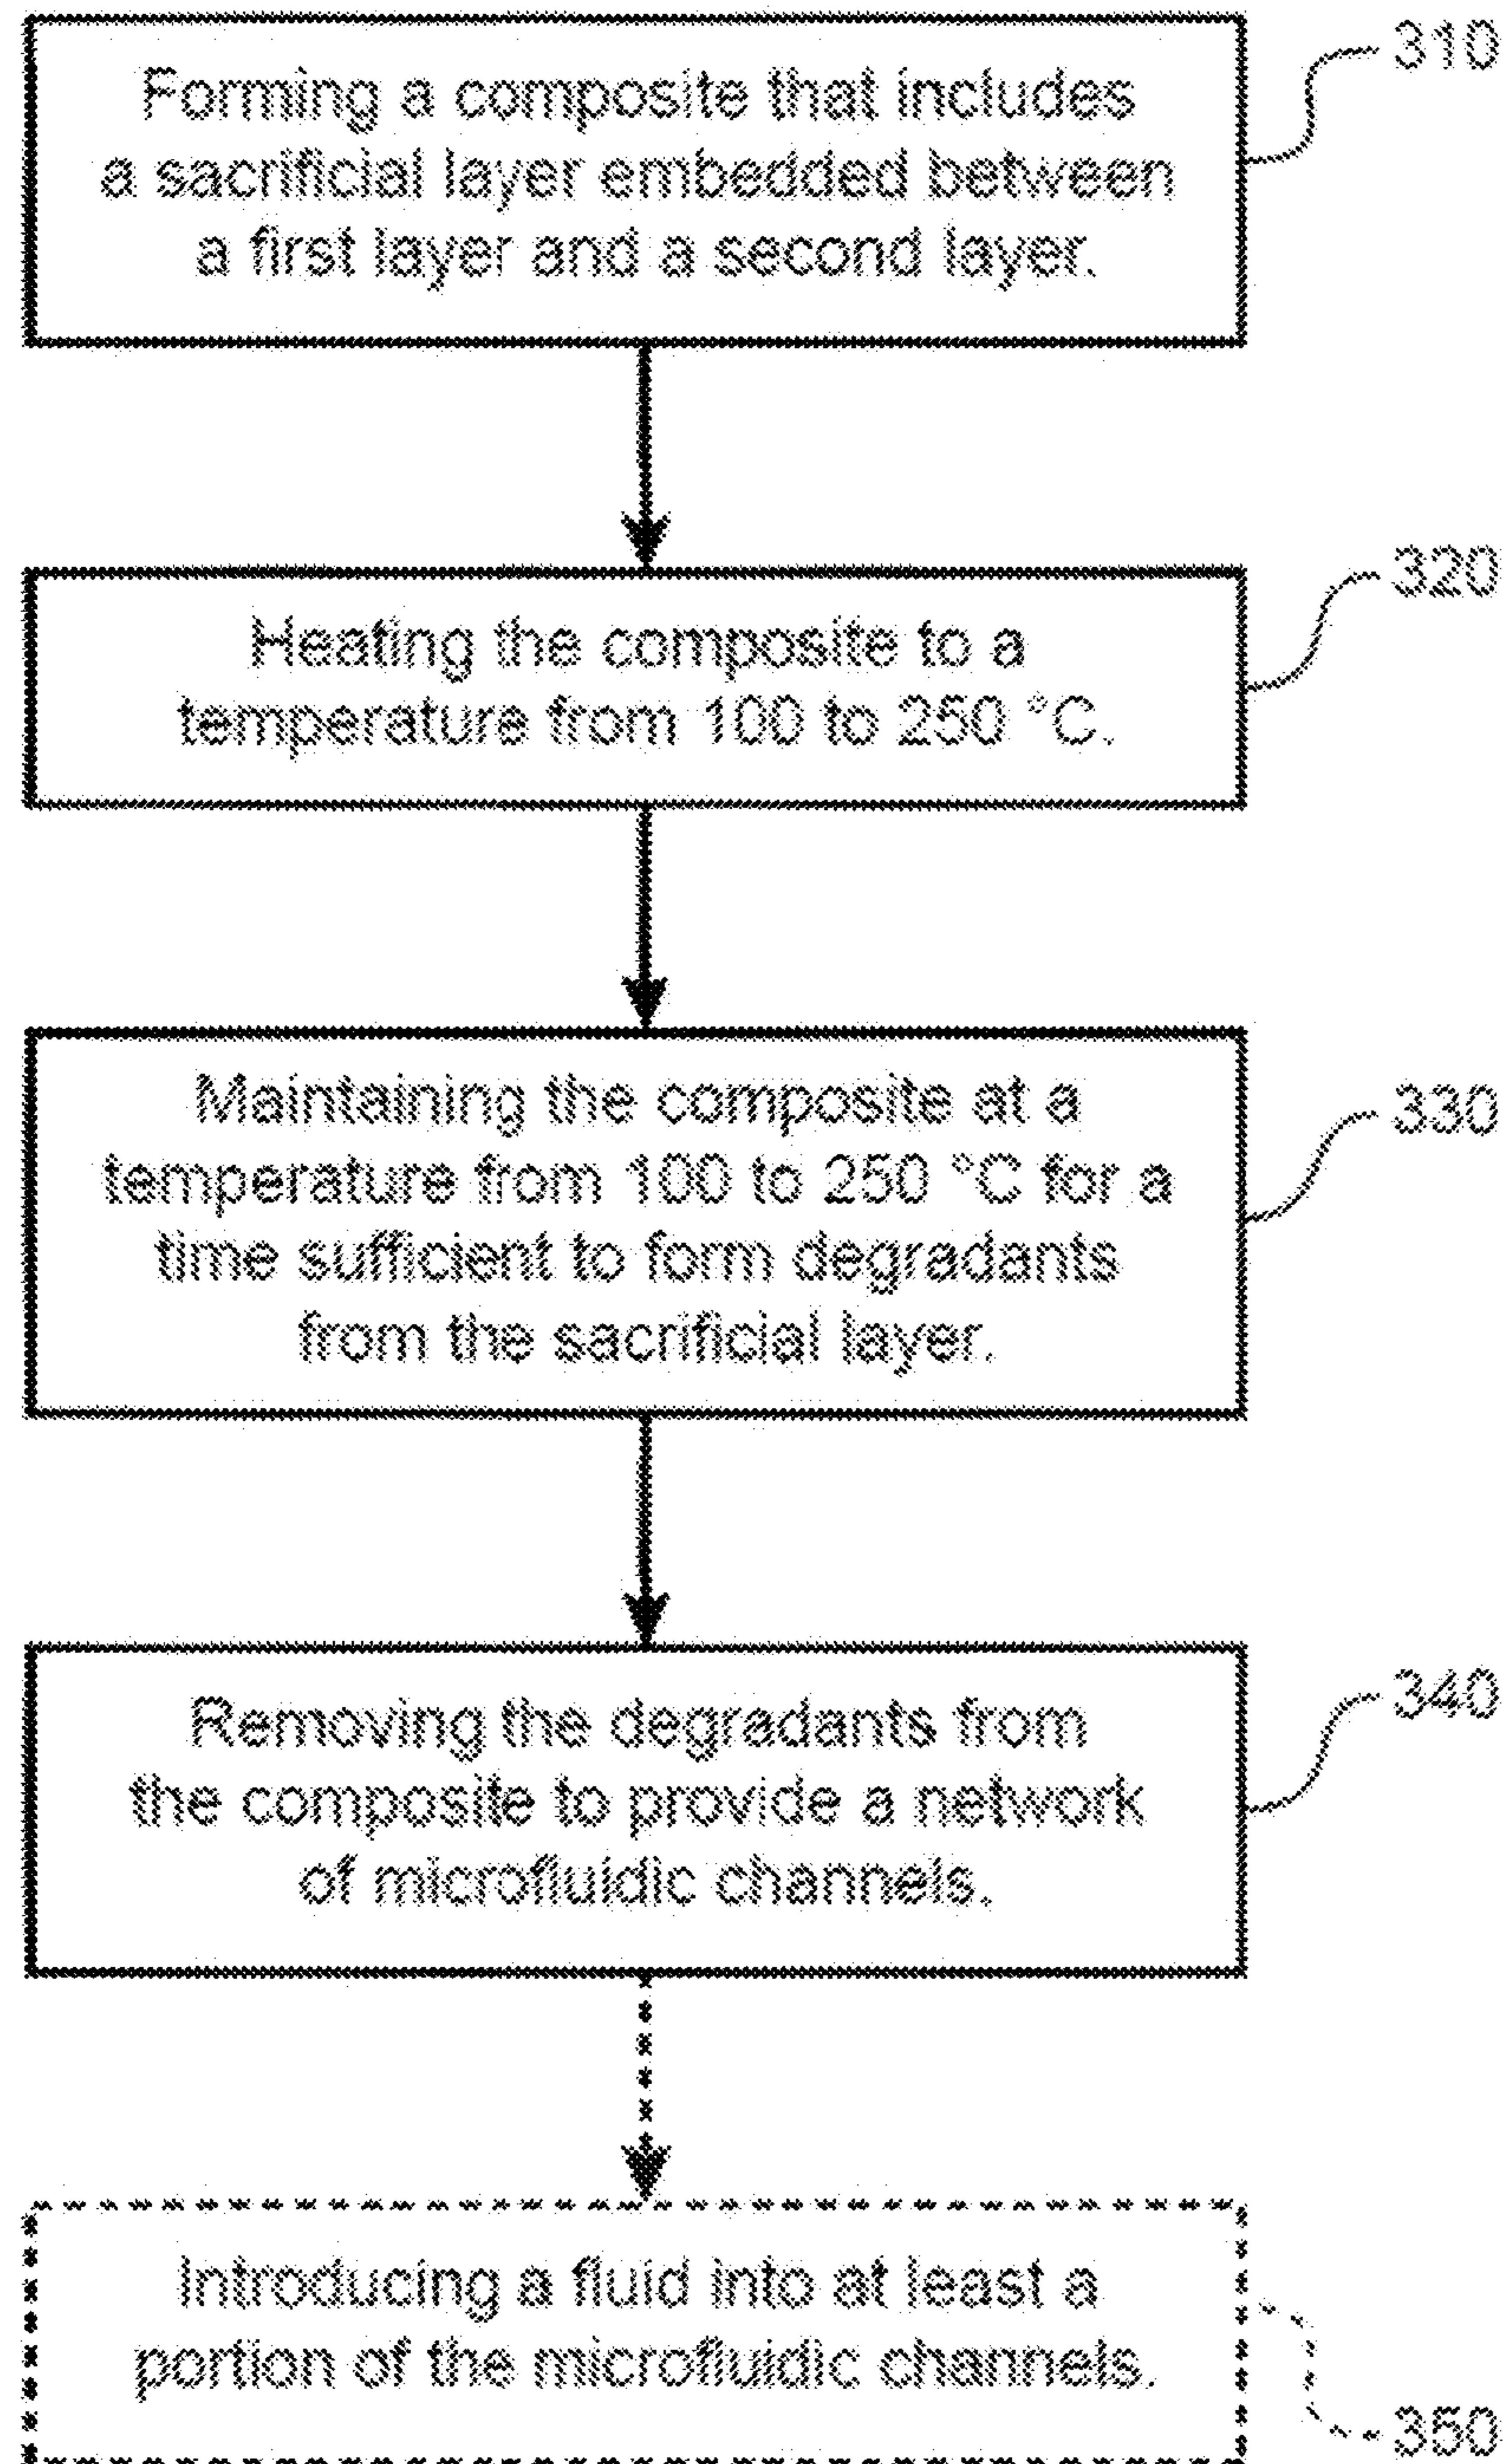 310
Forming a composite that includes
a sacrificial layer embedded between
a first layer and a second layer.
320
Heating the composite to a
temperature from 100 to 250 °C.
330
Maintaining the composite at a
temperature from 100 to 250 °C for a
time sufficient to form degradants
from the sacrificial layer.
340
Removing the degradants from
the composite to provide a network
of microfluidic channels.
Introducing a fluid into at least a
portion of the microfluidic channels.
350